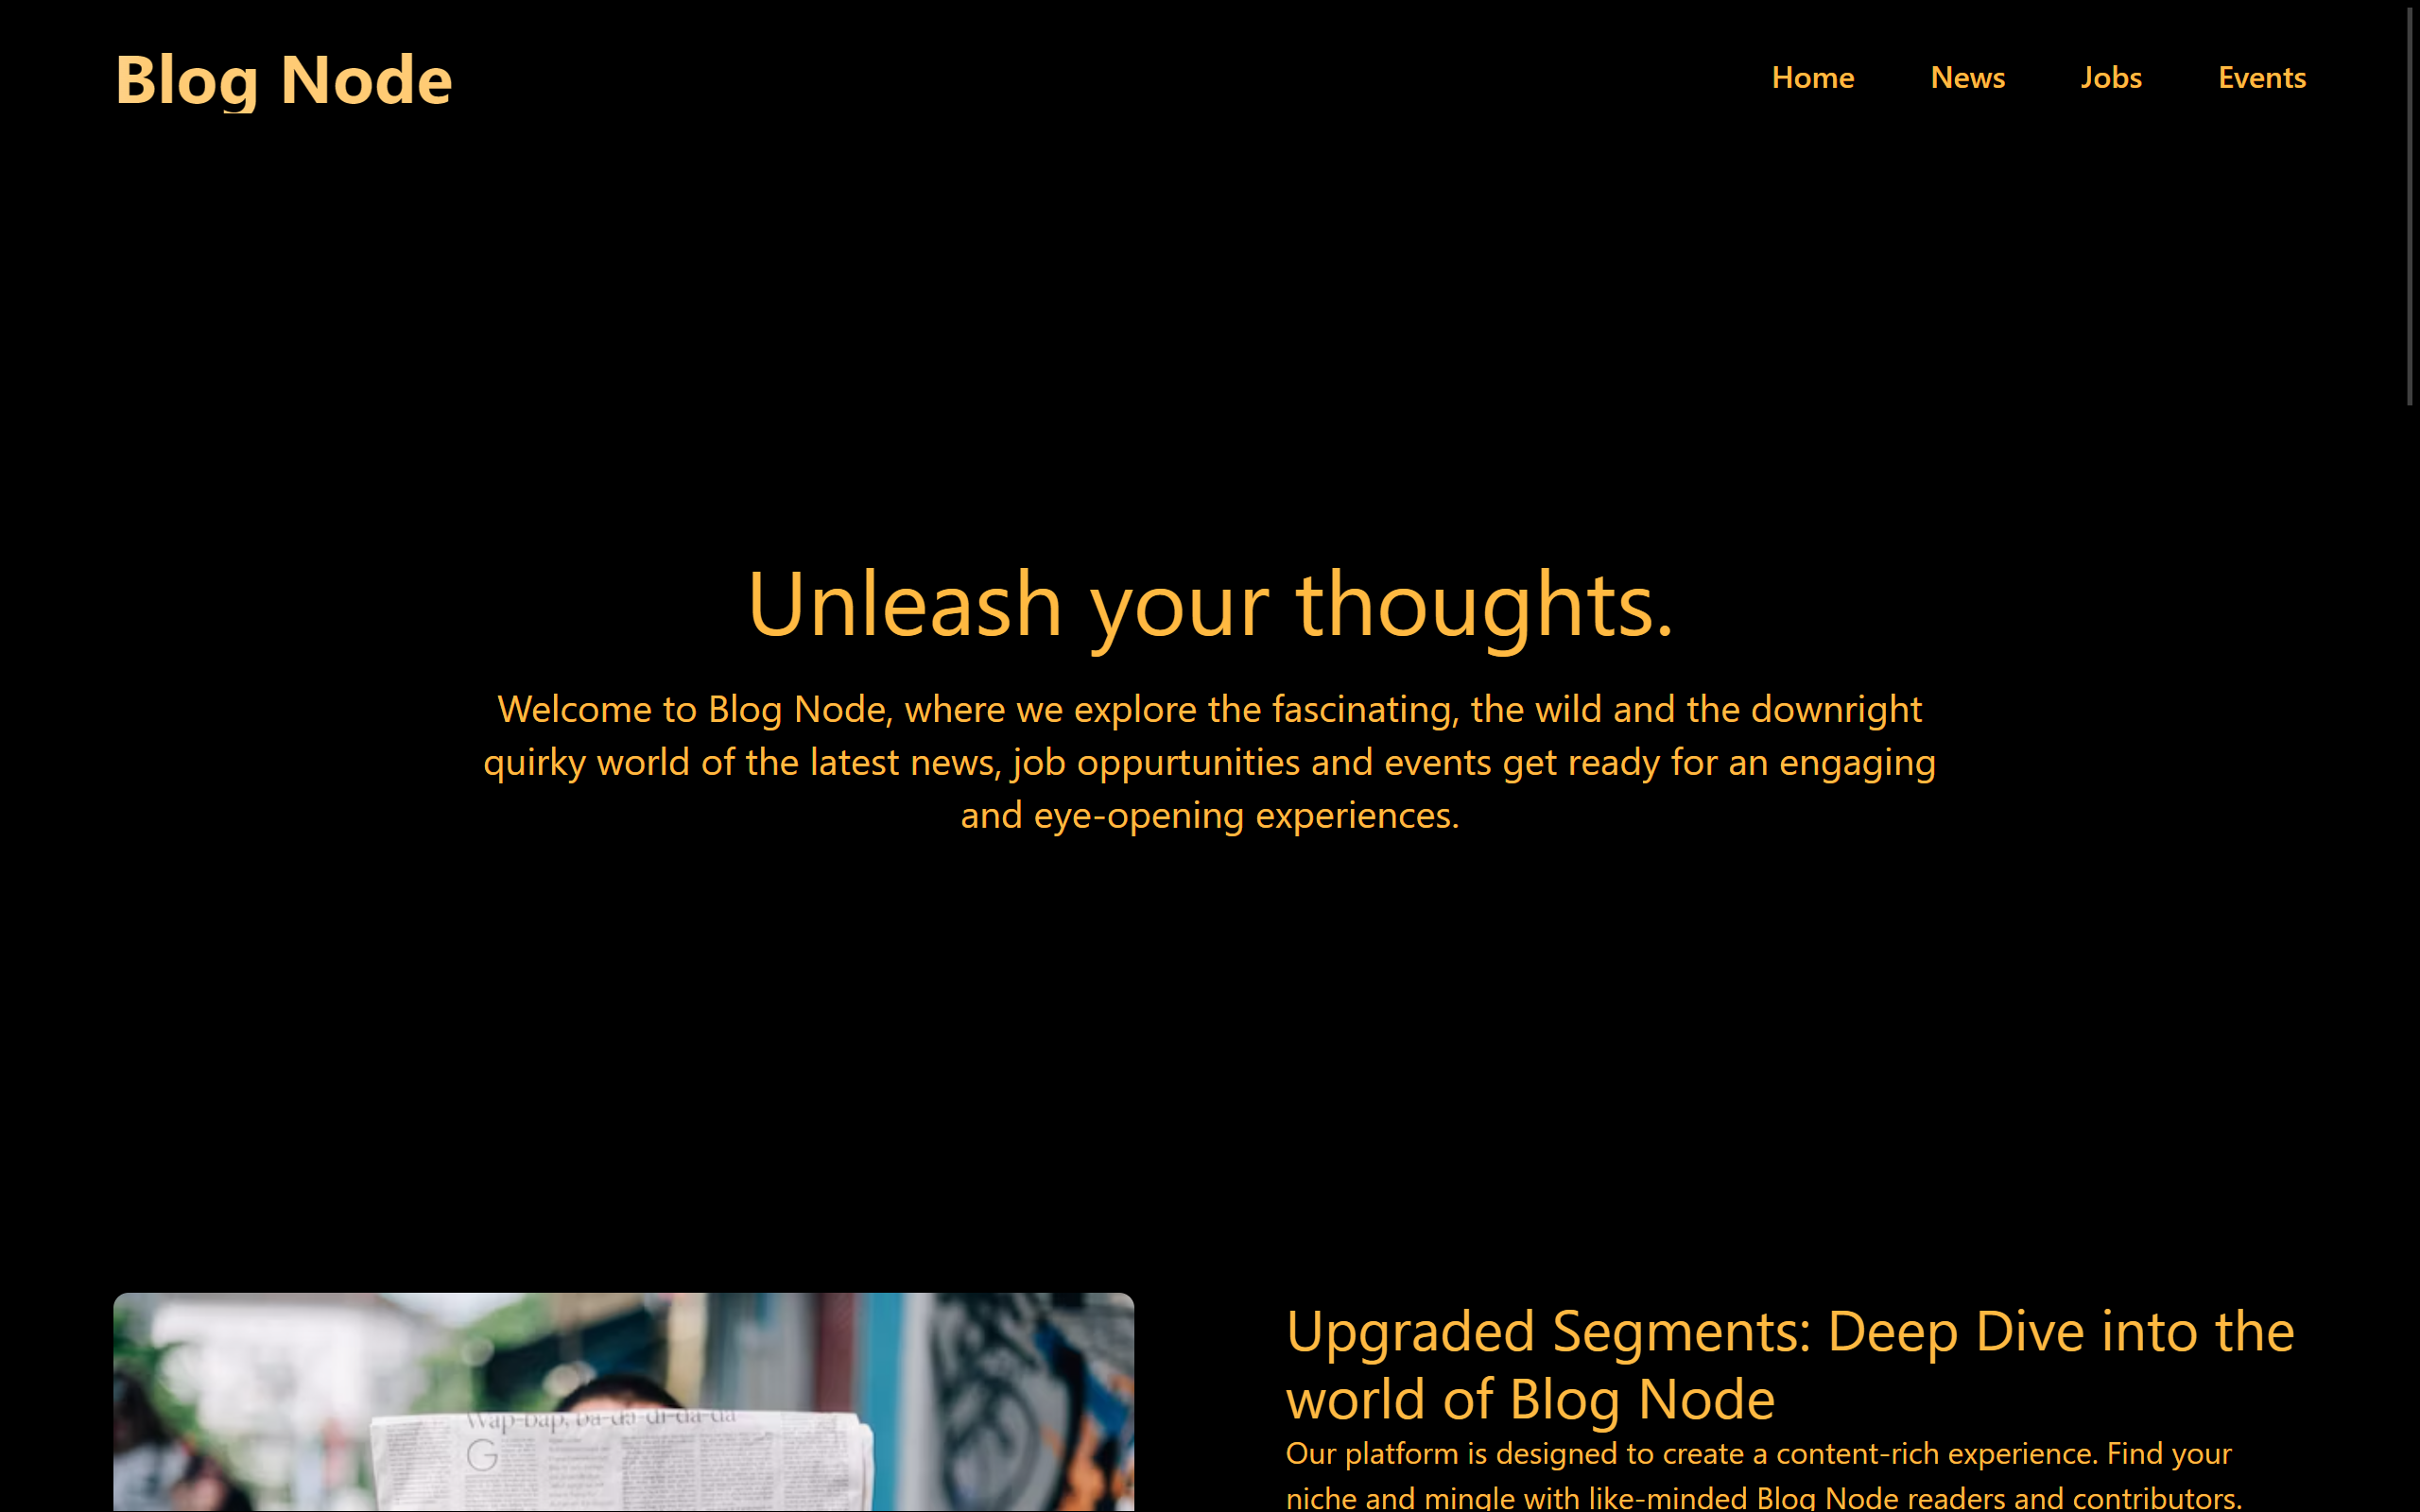 Blog Node
Home News Jobs Events
Unleash your thoughts.
Welcome to Blog Node, where we explore the fascinating, the wild and the downright
quirky world of the latest news, job oppurtunities and events get ready for an engaging
and eye-opening experiences.
Wap-bap, ba-da-di-da-da
G
Upgraded Segments: Deep Dive into the
world of Blog Node
Our platform is designed to create a content-rich experience. Find your
niche and mingle with like-minded Blog Node readers and contributors.